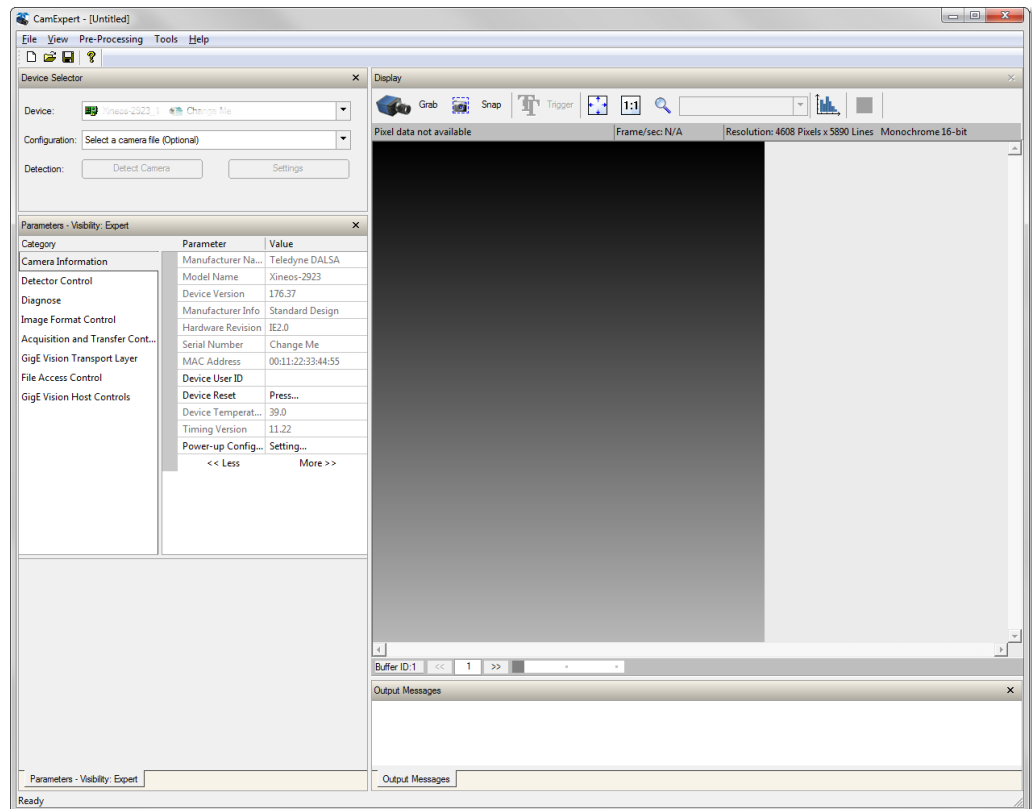 CamExpert - [Untitled]
File View Pre-Processing Tools Help
Device Selector
Device: Xineos-2923_1 Change Me
Configuration: Select a camera file (Optional)
Detection: Detect Camera Settings
Parameters - Visibility: Expert
Category
Camera Information
Detector Control
Diagnose
Image Format Control
Acquisition and Transfer Cont...
GigE Vision Transport Layer
File Access Control
GigE Vision Host Controls
Parameter Value
Manufacturer Na... Teledyne DALSA
Model Name Xineos-2923
Device Version 176.37
Manufacturer Info Standard Design
Hardware Revision IE2.0
Serial Number Change Me
MAC Address 00:11:22:33:44:55
Device User ID
Device Reset Press...
Device Temperat... 39.0
Timing Version 11.22
Power-up Config... Setting...
<< Less More >>
Parameters - Visibility: Expert
Display
Grab Snap Trigger 1:1
Pixel data not available Frame/sec: N/A Resolution: 4608 Pixels x 5890 Lines Monochrome 16-bit
Buffer ID:1 << 1 >>
Output Messages
Output Messages
Ready